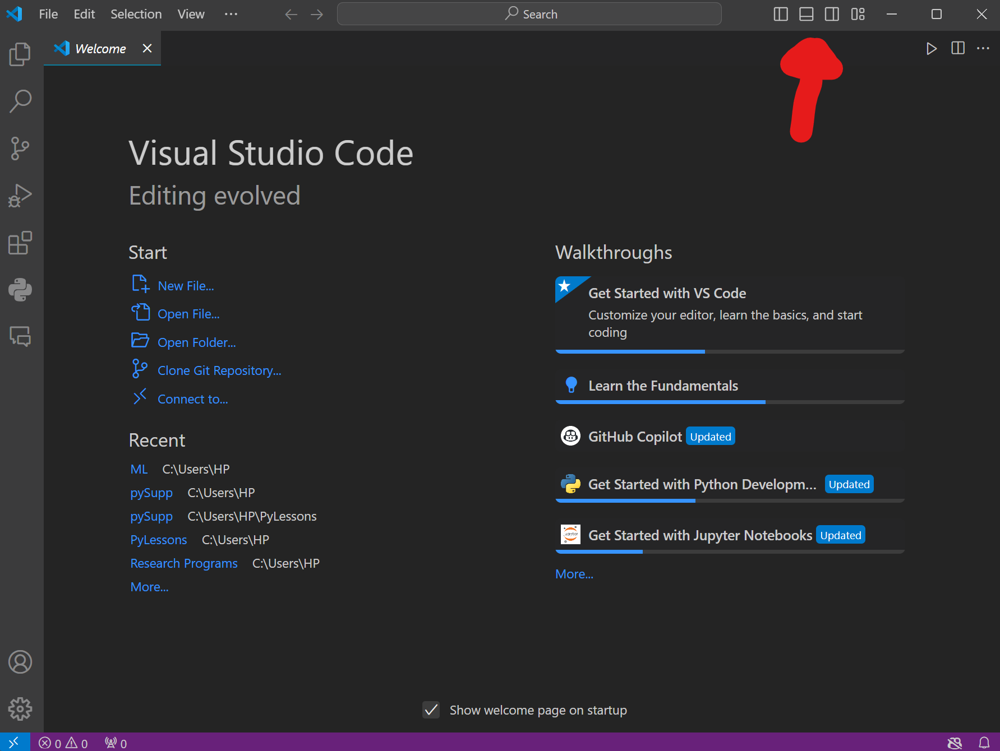 File Edit Selection View ··· Search
Welcome
Visual Studio Code
Editing evolved
Start
New File...
Open File...
Open Folder...
Clone Git Repository...
Connect to...
Recent
ML C:\Users\HP
pySupp C:\Users\HP
pySupp C:\Users\HP\PyLessons
PyLessons C:\Users\HP
Research Programs C:\Users\HP
More...
Walkthroughs
Get Started with VS Code
Customize your editor, learn the basics, and start
coding
Learn the Fundamentals
GitHub Copilot Updated
Get Started with Python Developm... Updated
jupyter
Get Started with Jupyter Notebooks Updated
More...
Show welcome page on startup
0 0 0